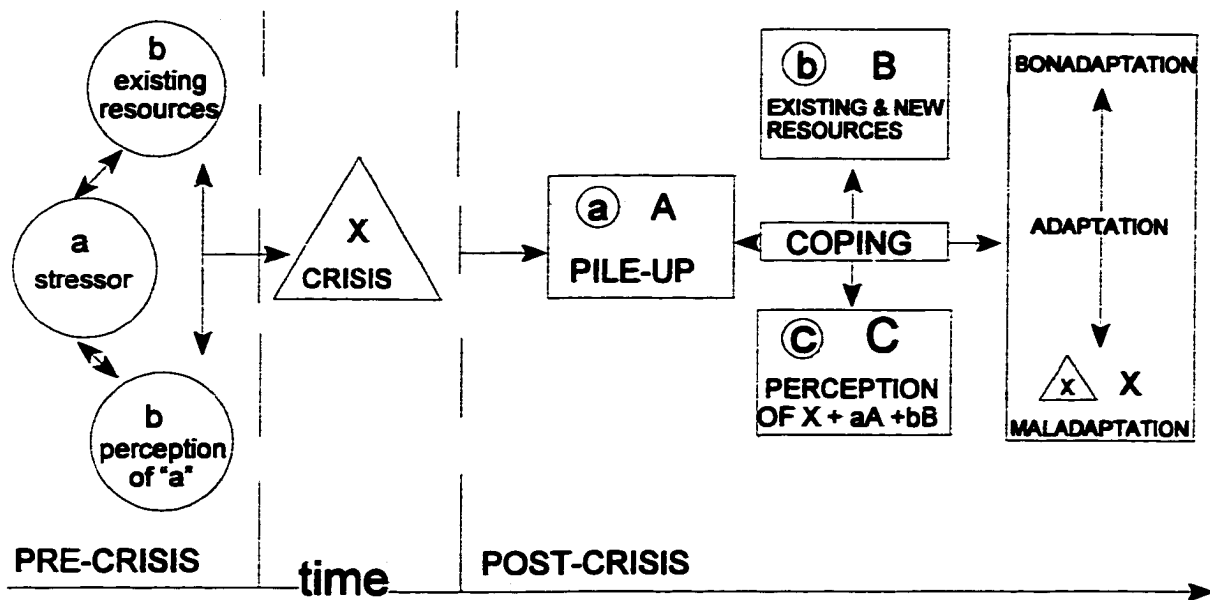 b
existing
resources
a
stressor
b
perception
of "a"
PRE-CRISIS
X
CRISIS
time
a A
PILE-UP
b B
EXISTING & NEW
RESOURCES
COPING
c C
PERCEPTION
OF X + aA +bB
POST-CRISIS
BONADAPTATION
ADAPTATION
x X
MALADAPTATION